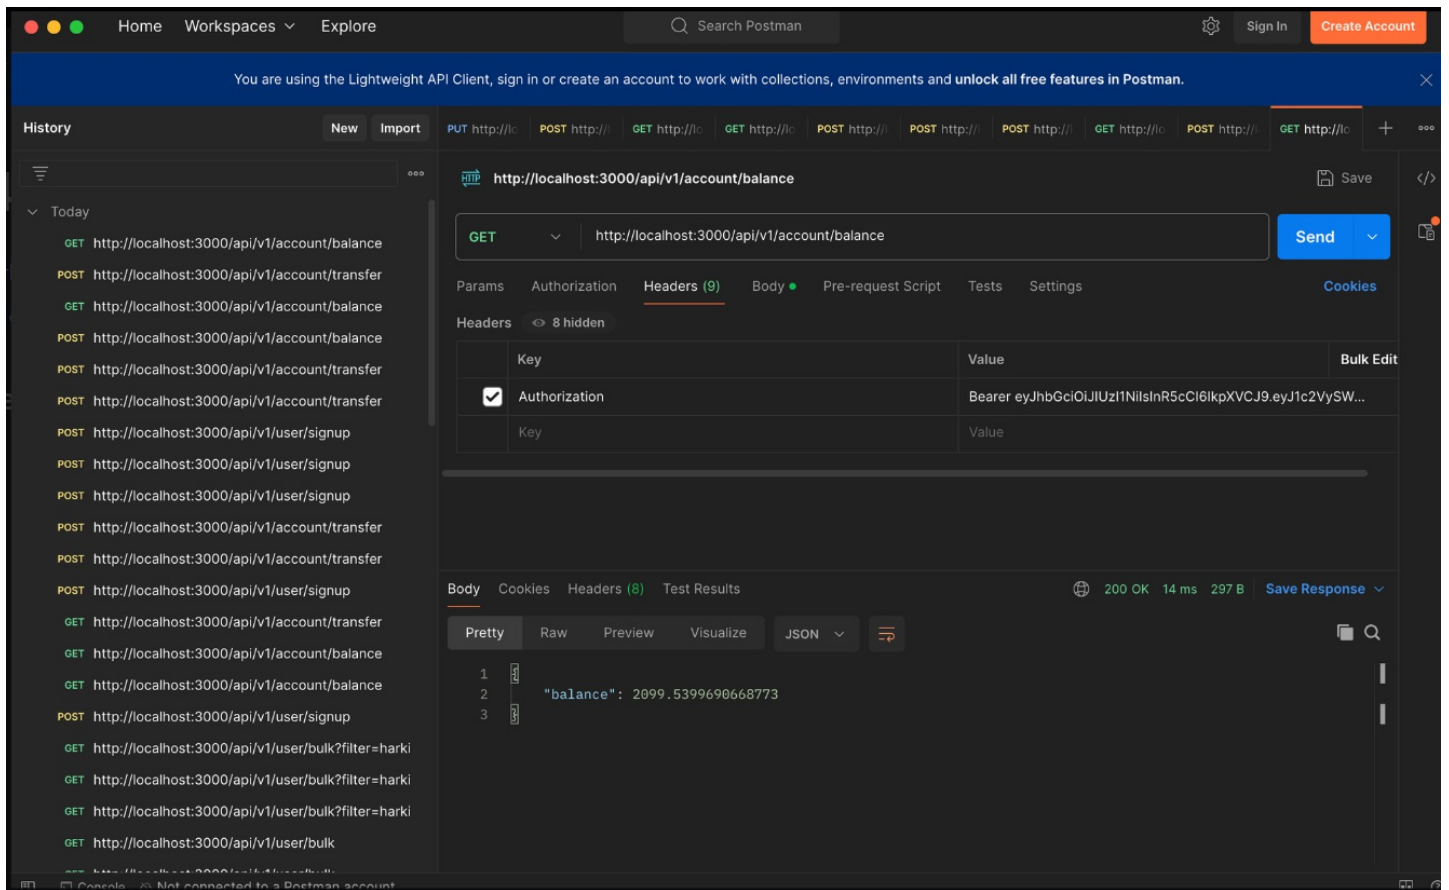 Home Workspaces Explore Search Postman Sign In Create Account
You are using the Lightweight API Client, sign in or create an account to work with collections, environments and unlock all free features in Postman.
History New Import
Today
GET http://localhost:3000/api/v1/account/balance
POST http://localhost:3000/api/v1/account/transfer
GET http://localhost:3000/api/v1/account/balance
POST http://localhost:3000/api/v1/account/balance
POST http://localhost:3000/api/v1/account/transfer
POST http://localhost:3000/api/v1/account/transfer
POST http://localhost:3000/api/v1/user/signup
POST http://localhost:3000/api/v1/user/signup
POST http://localhost:3000/api/v1/user/signup
POST http://localhost:3000/api/v1/account/transfer
POST http://localhost:3000/api/v1/account/transfer
POST http://localhost:3000/api/v1/user/signup
GET http://localhost:3000/api/v1/account/transfer
GET http://localhost:3000/api/v1/account/balance
GET http://localhost:3000/api/v1/account/balance
POST http://localhost:3000/api/v1/user/signup
GET http://localhost:3000/api/v1/user/bulk?filter=harki
GET http://localhost:3000/api/v1/user/bulk?filter=harki
GET http://localhost:3000/api/v1/user/bulk?filter=harki
GET http://localhost:3000/api/v1/user/bulk
PUT http://lo POST http:// GET http://lo GET http://lo POST http:// POST http:// POST http:// GET http://lo POST http:// GET http://lo
HTTP http://localhost:3000/api/v1/account/balance Save
GET http://localhost:3000/api/v1/account/balance Send
Params Authorization Headers (9) Body Pre-request Script Tests Settings Cookies
Headers 8 hidden
Key Value Bulk Edit
Authorization Bearer eyJhbGciOiJIUzI1NiIsInR5cCI6IkpXVCJ9.eyJ1c2VySW...
Key Value
Body Cookies Headers (8) Test Results 200 OK 14 ms 297 B Save Response
Pretty Raw Preview Visualize JSON
1 {
2 "balance": 2099.5399690668773
3 }
Console Not connected to a Postman account